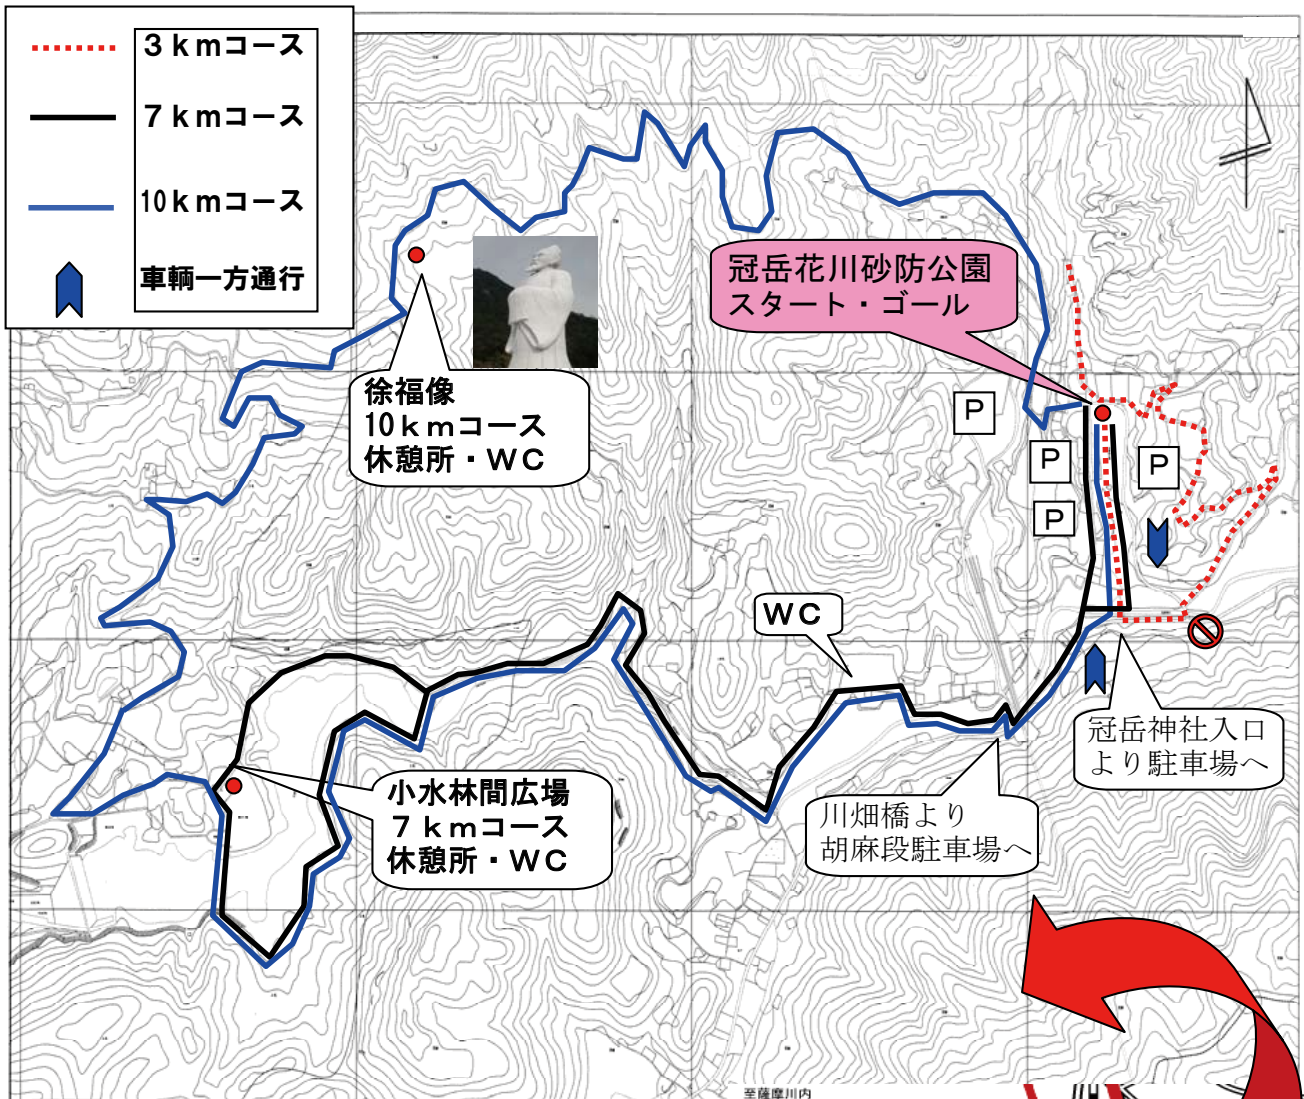 ３ｋｍコース
７ｋｍコース
10ｋｍコース
車輌一方通行
冠岳花川砂防公園
スタート・ゴール
徐福像
10ｋｍコース
休憩所・ＷＣ
Ｐ
Ｐ
Ｐ
Ｐ
ＷＣ
冠岳神社入口
より駐車場へ
小水林間広場
７ｋｍコース
休憩所・ＷＣ
川畑橋より
胡麻段駐車場へ
至薩摩川内